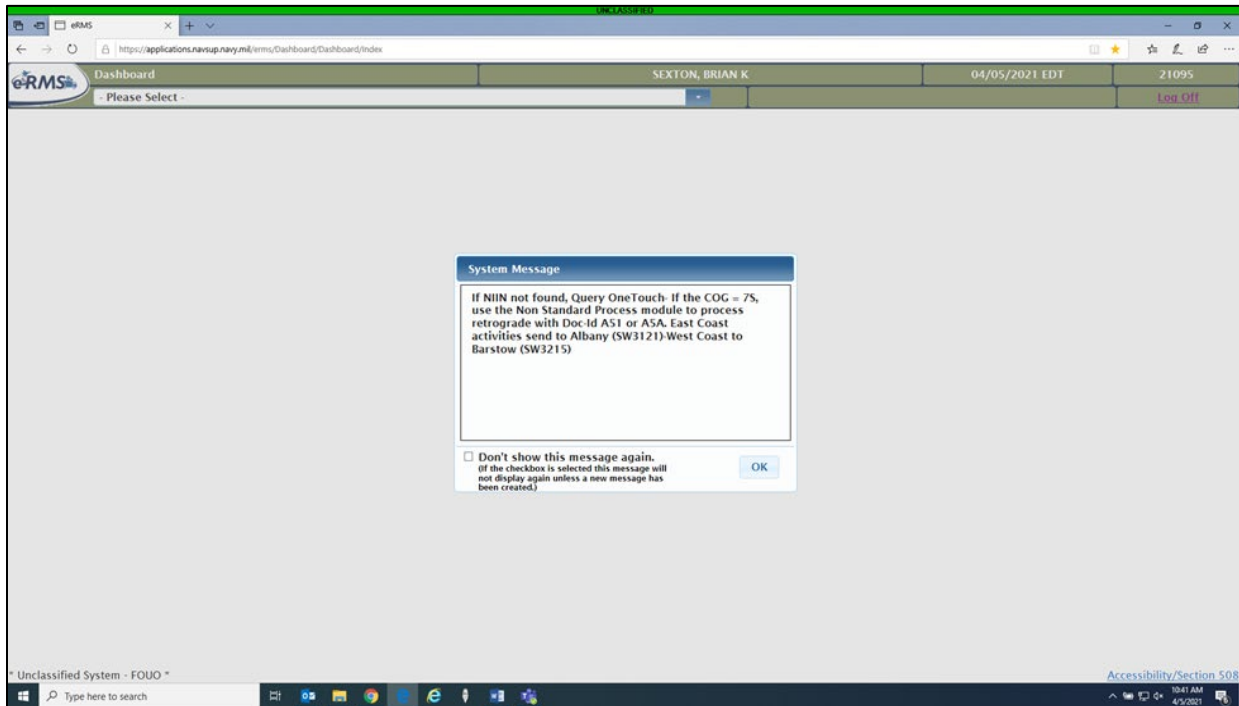 UNCLASSIFIED
eRMS
https://applications.navsup.navy.mil/erms/Dashboard/Dashboard/Index
eRMS
Dashboard
SEXTON, BRIAN K
04/05/2021 EDT
21095
- Please Select -
Log Off
System Message
If NIIN not found, Query OneTouch- If the COG = 7S,
use the Non Standard Process module to process
retrograde with Doc-Id A51 or A5A. East Coast
activities send to Albany (SW3121)-West Coast to
Barstow (SW3215)
Don't show this message again.
(If the checkbox is selected this message will
not display again unless a new message has
been created.)
OK
* Unclassified System - FOUO *
Accessibility/Section 508
Type here to search
10:41 AM
4/5/2021